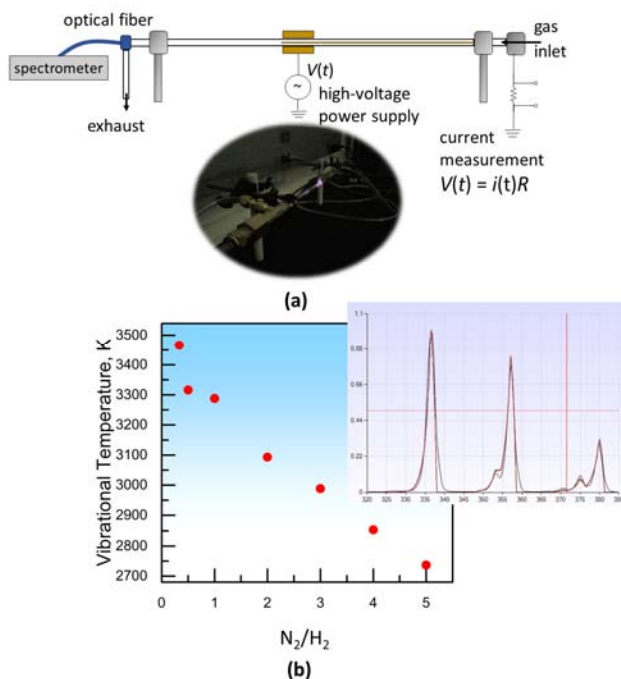 optical fiber
gas
inlet
spectrometer
V(t)
~
high-voltage
power supply
exhaust
current
measurement
V(t) = i(t)R
(a)
Vibrational Temperature, K
3500
3400
3300
3200
3100
3000
2900
2800
2700
0 1 2 3 4 5
N₂/H₂
1.1
0.88
0.66
0.44
0.22
0
320 325 330 335 340 345 350 355 360 365 370 375 380 385
(b)